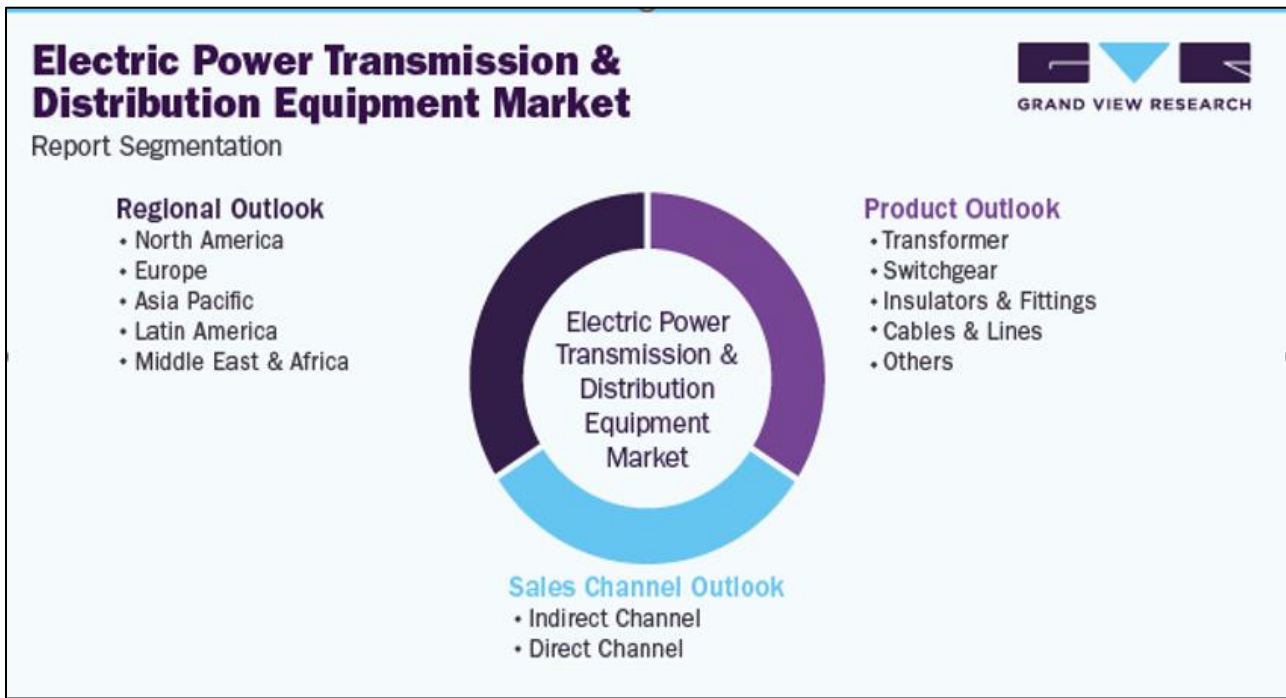 Electric Power Transmission &
Distribution Equipment Market
Report Segmentation
GRAND VIEW RESEARCH
Regional Outlook
• North America
• Europe
• Asia Pacific
• Latin America
• Middle East & Africa
Electric Power
Transmission &
Distribution
Equipment
Market
Product Outlook
• Transformer
• Switchgear
• Insulators & Fittings
• Cables & Lines
• Others
Sales Channel Outlook
• Indirect Channel
• Direct Channel